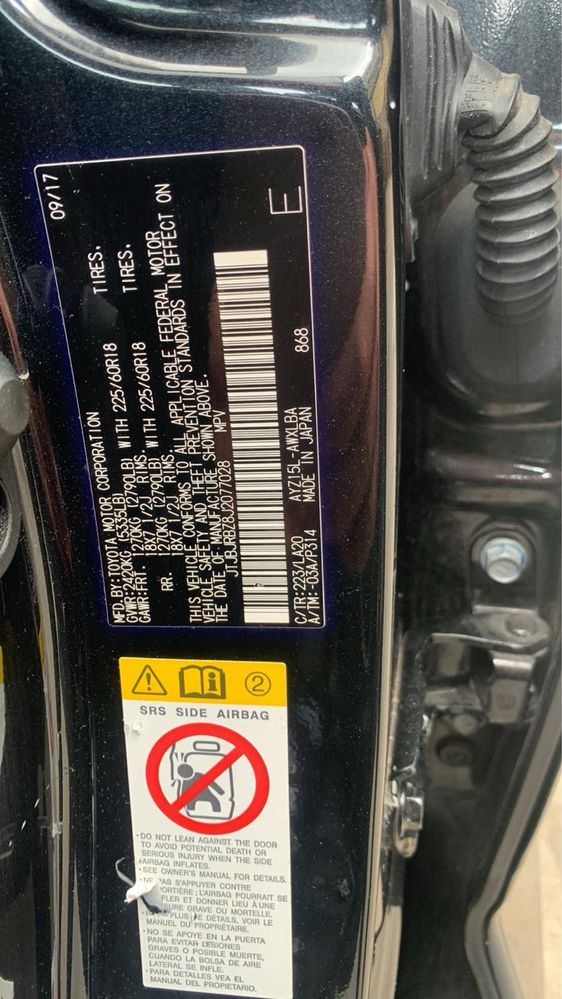 MFD.BY:TOYOTA MOTOR CORPORATION 09/17
GVWR:2420KG (5335LB)
GAWR:FRT. 1270KG (2790LB) WITH 225/60R18 TIRES.
18X7 1/2J RIMS.
RR. 1270KG (2790LB) WITH 225/60R18 TIRES.
18X7 1/2J RIMS.
THIS VEHICLE CONFORMS TO ALL APPLICABLE FEDERAL MOTOR
VEHICLE SAFETY AND THEFT PREVENTION STANDARDS IN EFFECT ON
THE DATE OF MANUFACTURE SHOWN ABOVE.
JTJBJRBZ8J2077028 MPV
C/TR:223/LA20 AYZ15L-AWXLBA
A/TM:-03A/P314 MADE IN JAPAN 868 E
2
SRS SIDE AIRBAG
•DO NOT LEAN AGAINST THE DOOR
TO AVOID POTENTIAL DEATH OR
SERIOUS INJURY WHEN THE SIDE
AIRBAG INFLATES.
•SEE OWNER'S MANUAL FOR DETAILS.
•NE PAS S'APPUYER CONTRE
PORTIÈRE; L'AIRBAG POURRAIT SE
FLER ET DONNER LIEU À UNE
SURE GRAVE OU MORTELLE.
PLUS DE DÉTAILS, VOIR LE
MANUEL DU PROPRIÉTAIRE.
•NO SE APOYE EN LA PUERTA
PARA EVITAR LESIONES
GRAVES O POSIBLE MUERTE,
CUANDO LA BOLSA DE AIRE
LATERAL SE INFLE.
•PARA DETALLES VEA EL
MANUAL DEL PROPIETARIO.